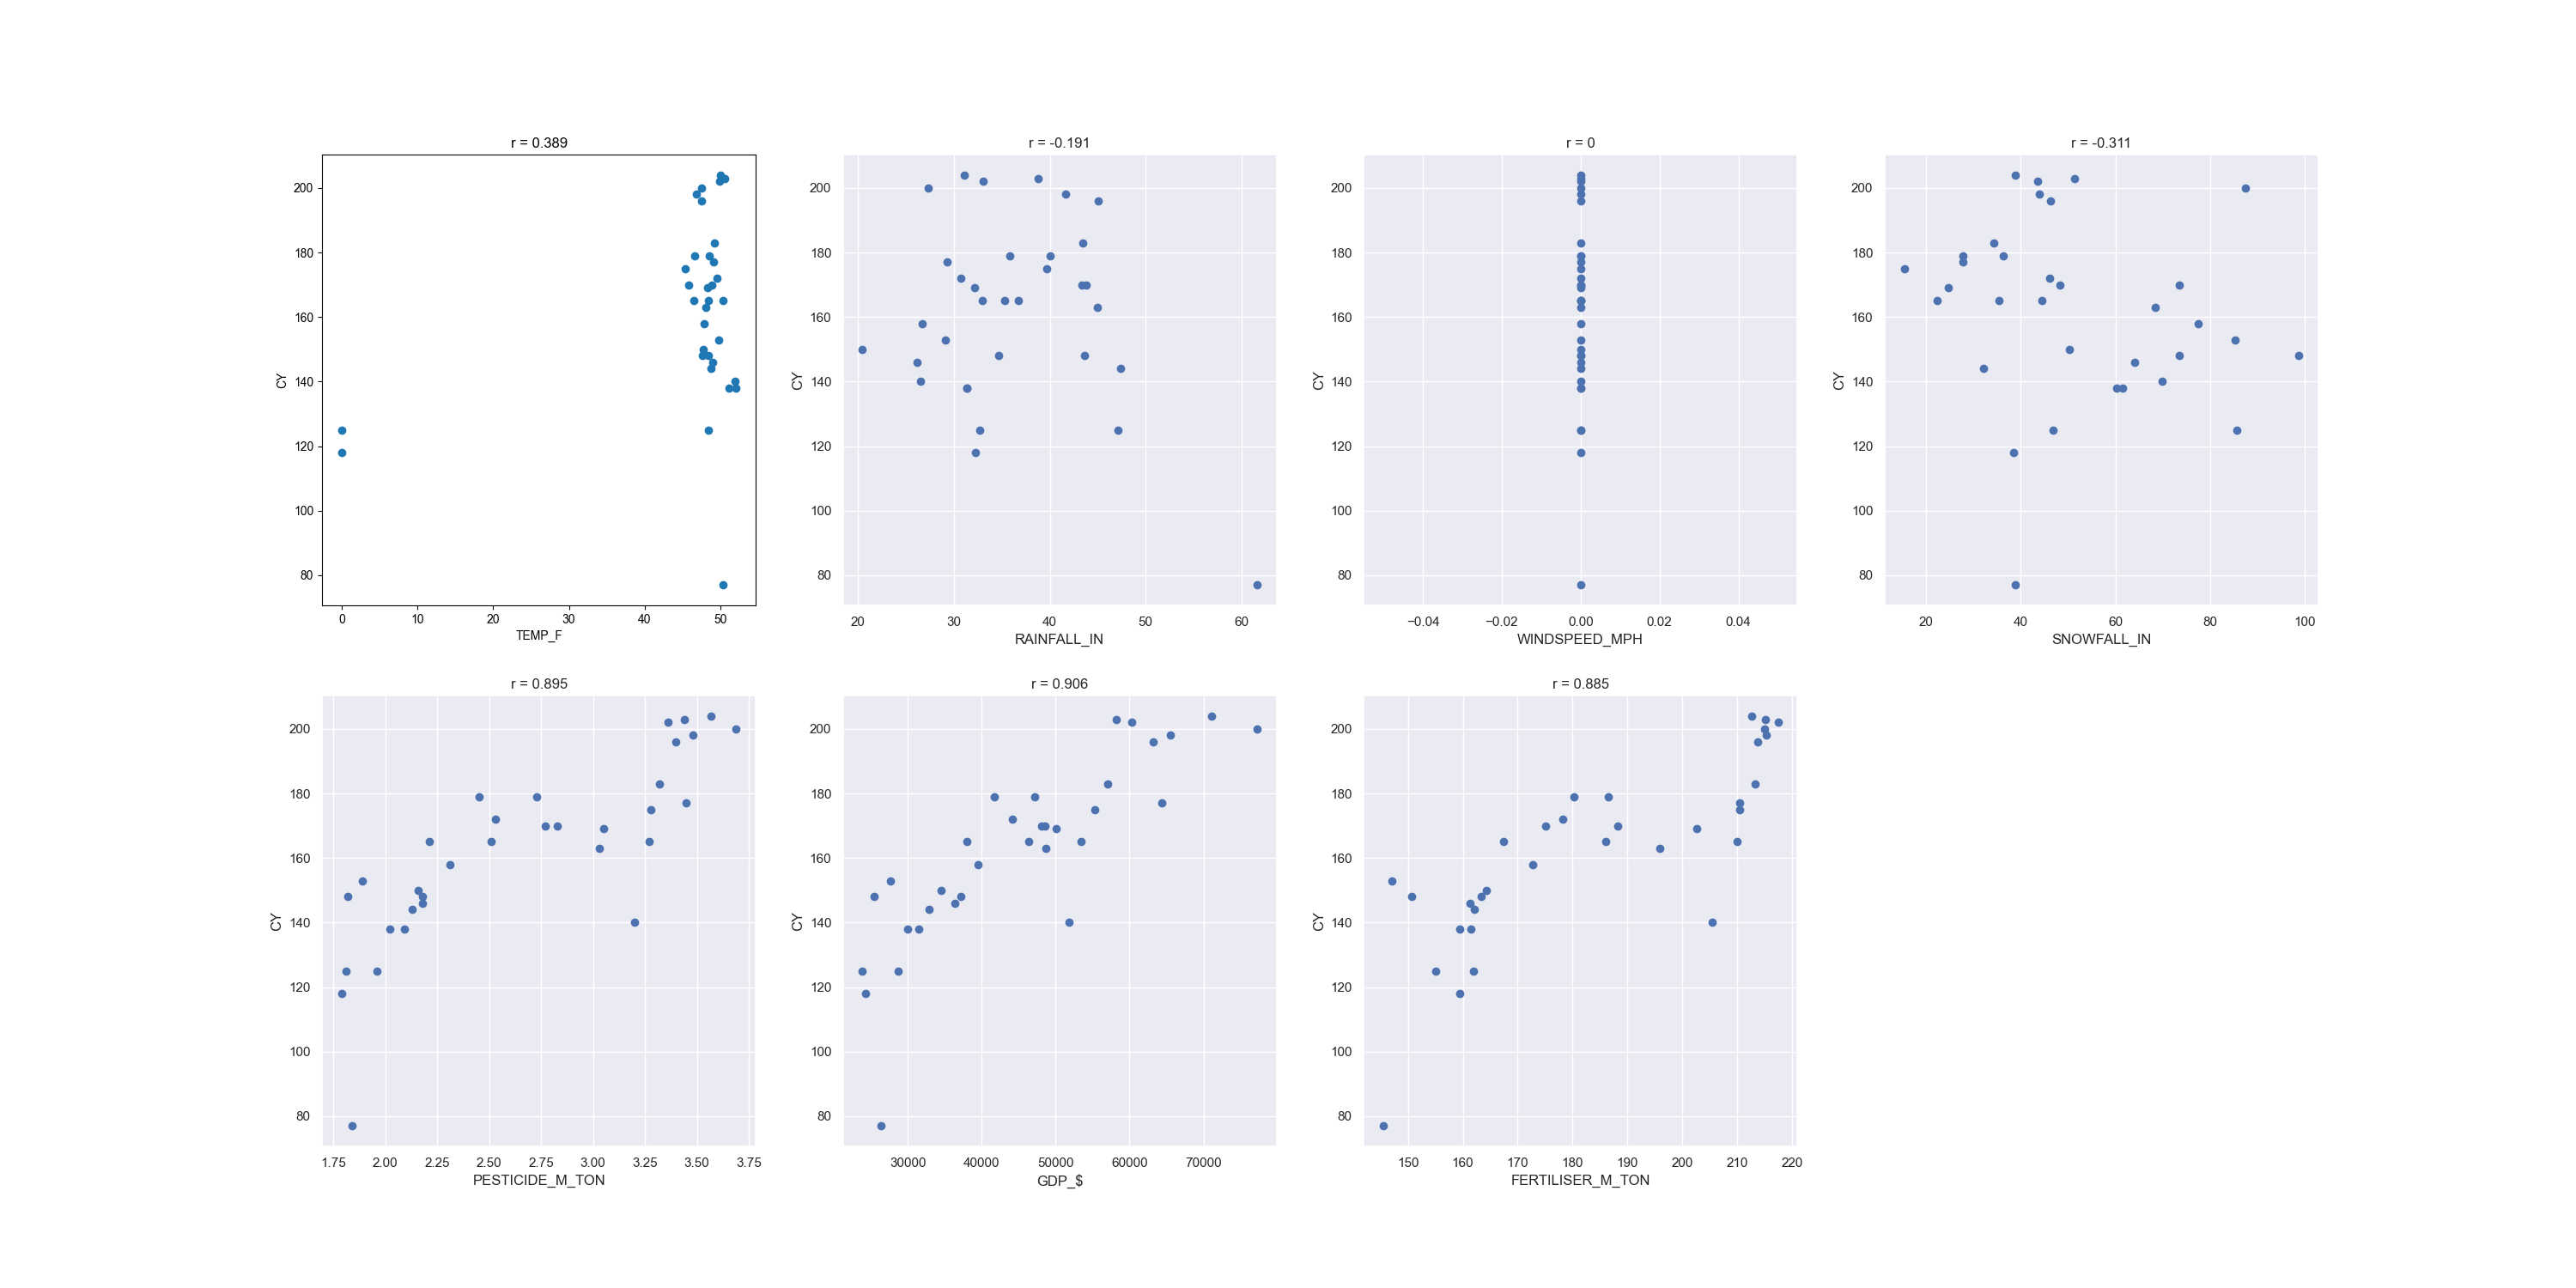 r = 0.389
200
180
160
140
120
100
80
CY
0 10 20 30 40 50
TEMP_F
r = -0.191
200
180
160
140
120
100
80
CY
20 30 40 50 60
RAINFALL_IN
r = 0
200
180
160
140
120
100
80
CY
−0.04 −0.02 0.00 0.02 0.04
WINDSPEED_MPH
r = -0.311
200
180
160
140
120
100
80
CY
20 40 60 80 100
SNOWFALL_IN
r = 0.895
200
180
160
140
120
100
80
CY
1.75 2.00 2.25 2.50 2.75 3.00 3.25 3.50 3.75
PESTICIDE_M_TON
r = 0.906
200
180
160
140
120
100
80
CY
30000 40000 50000 60000 70000
GDP_$
r = 0.885
200
180
160
140
120
100
80
CY
150 160 170 180 190 200 210 220
FERTILISER_M_TON